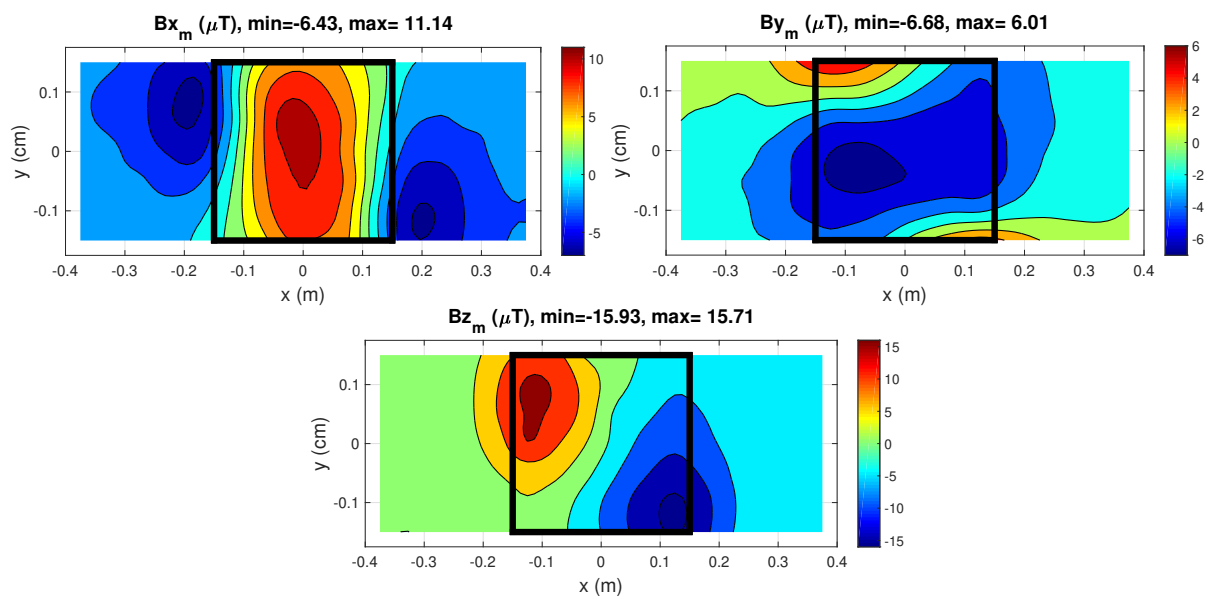 Bx_m (μT), min=-6.43, max= 11.14
10
5
0
-5
0.1
0
-0.1
y (cm)
-0.4 -0.3 -0.2 -0.1 0 0.1 0.2 0.3 0.4
x (m)
By_m (μT), min=-6.68, max= 6.01
6
4
2
0
-2
-4
-6
0.1
0
-0.1
y (cm)
-0.4 -0.3 -0.2 -0.1 0 0.1 0.2 0.3 0.4
x (m)
Bz_m (μT), min=-15.93, max= 15.71
15
10
5
0
-5
-10
-15
0.1
0
-0.1
y (cm)
-0.4 -0.3 -0.2 -0.1 0 0.1 0.2 0.3 0.4
x (m)